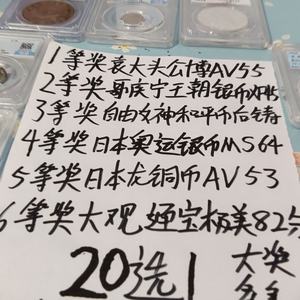 1等奖袁大头公博AV55
2等奖哥底宁王朝银币
3等奖自由女神和平币后铸
4等奖日本奥运银币MS64
5等奖日本龙铜币AV53
6等奖大观通宝极美82分
20选1
大奖